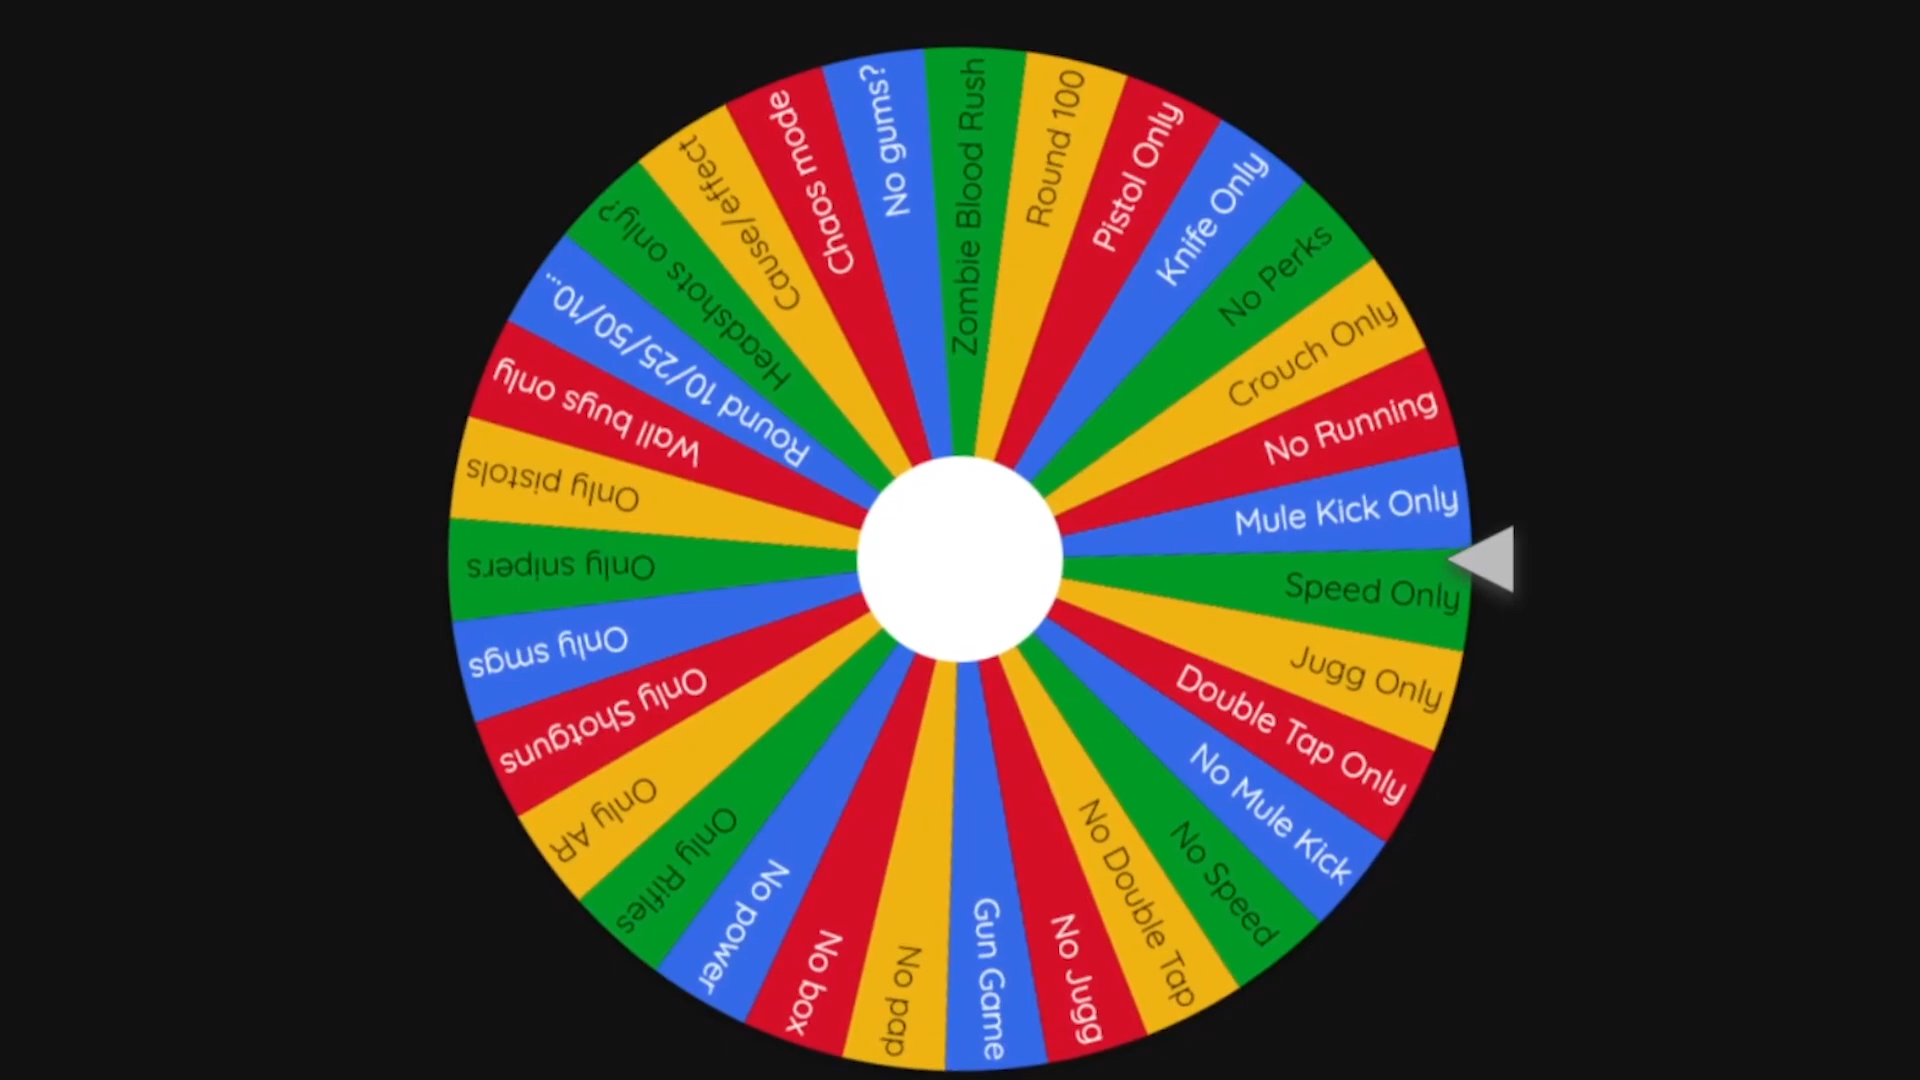 Zombie Blood Rush
Round 100
Pistol Only
Knife Only
No Perks
Crouch Only
No Running
Mule Kick Only
Speed Only
Jugg Only
Double Tap Only
No Mule Kick
No Speed
No Double Tap
No Jugg
Gun Game
No pap
No box
No power
Only Rifles
Only AR
Only Shotguns
Only smgs
Only snipers
Only pistols
Wall buys only
Round 10/25/50/10...
Headshots only?
Cause/effect
Chaos mode
No gums?